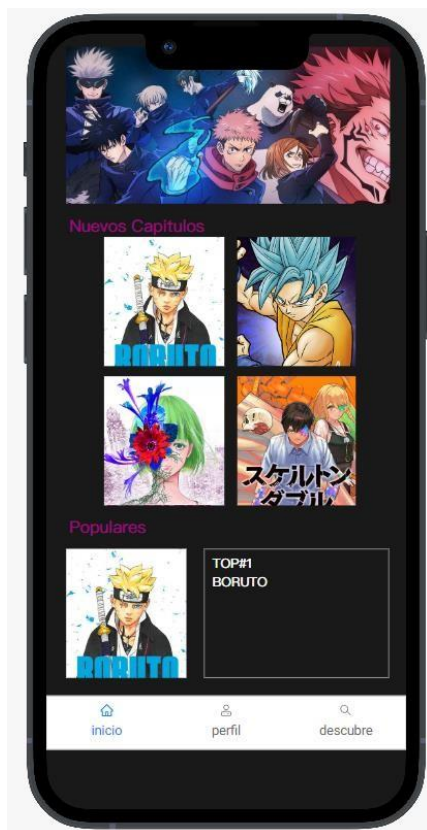 Nuevos Capitulos
BORUTO
スケルトン
ダブル
Populares
BORUTO
TOP#1
BORUTO
inicio
perfil
descubre